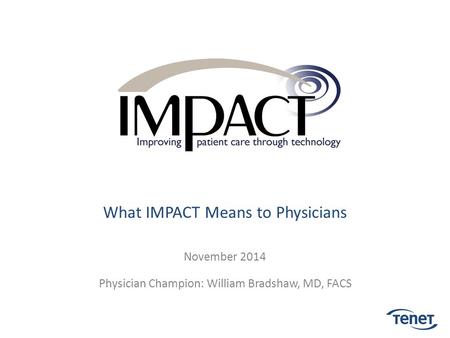 IMPACT
Improving patient care through technology
What IMPACT Means to Physicians
November 2014
Physician Champion: William Bradshaw, MD, FACS
Tenet